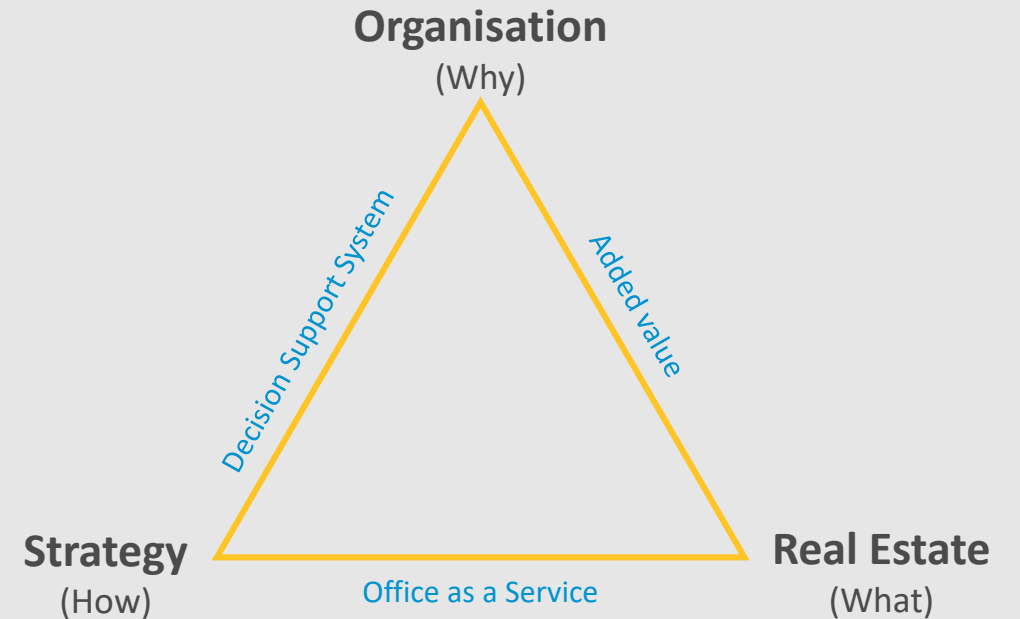 Organisation
(Why)
Decision Support System
Added value
Strategy
(How)
Office as a Service
Real Estate
(What)